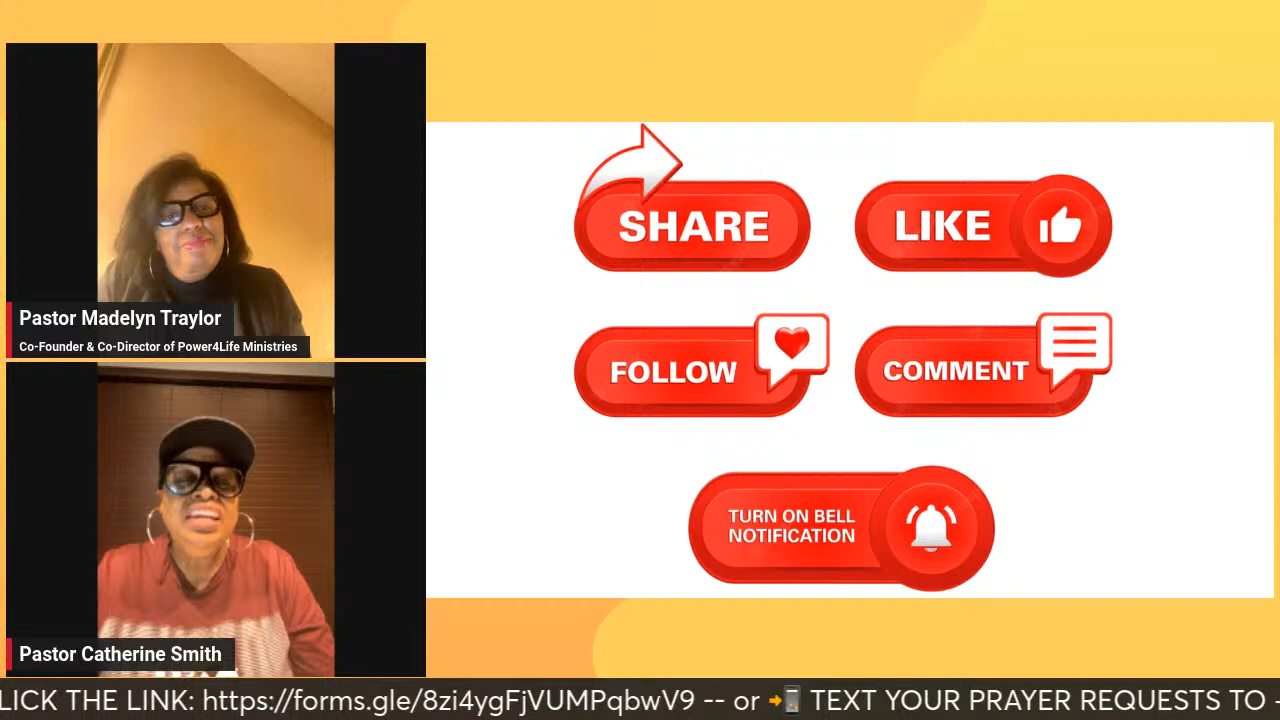 Pastor Madelyn Traylor
Co-Founder & Co-Director of Power4Life Ministries
Pastor Catherine Smith
SHARE
LIKE
FOLLOW
COMMENT
TURN ON BELL
NOTIFICATION
LICK THE LINK: https://forms.gle/8zi4ygFjVUMPqbwV9 -- or TEXT YOUR PRAYER REQUESTS TO -